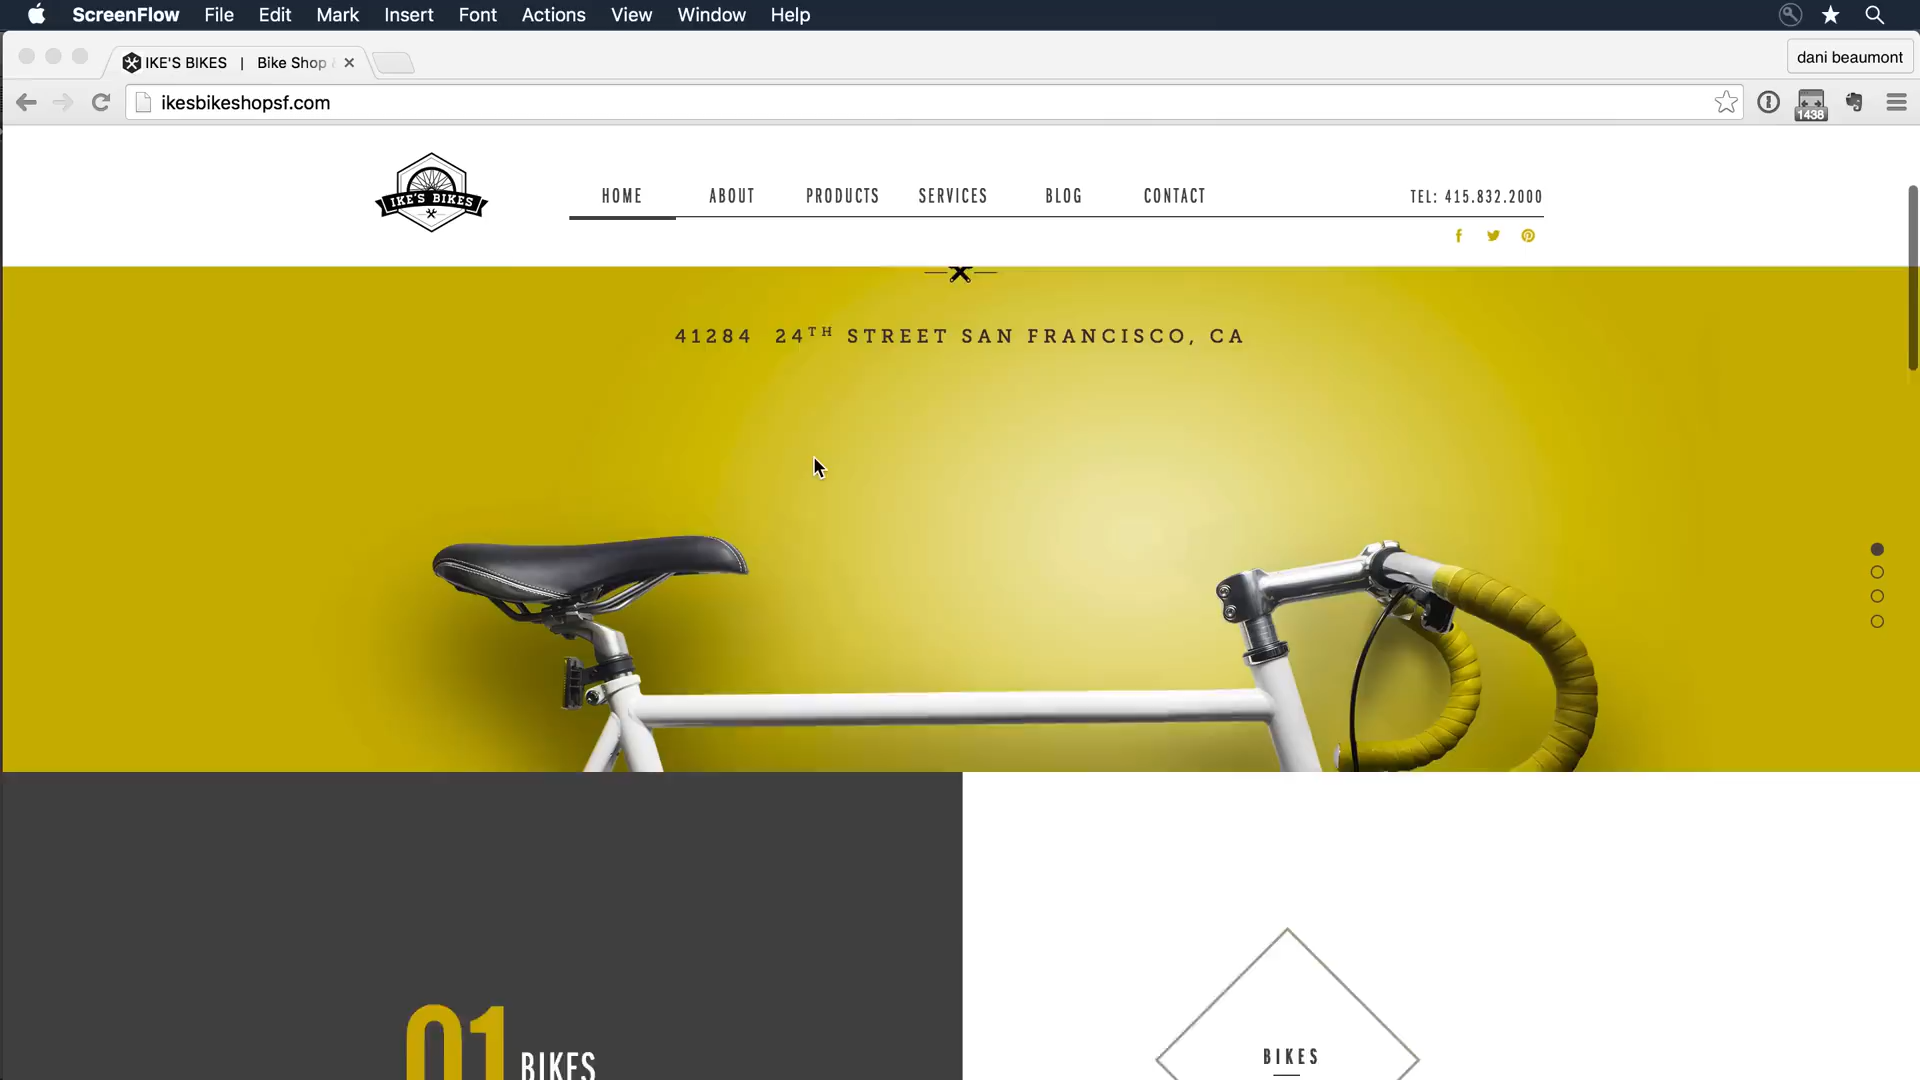 ScreenFlow File Edit Mark Insert Font Actions View Window Help
IKE'S BIKES | Bike Shop
dani beaumont
ikesbikeshopsf.com
1438
IKE'S BIKES
HOME ABOUT PRODUCTS SERVICES BLOG CONTACT TEL: 415.832.2000
41284 24TH STREET SAN FRANCISCO, CA
01 BIKES
BIKES